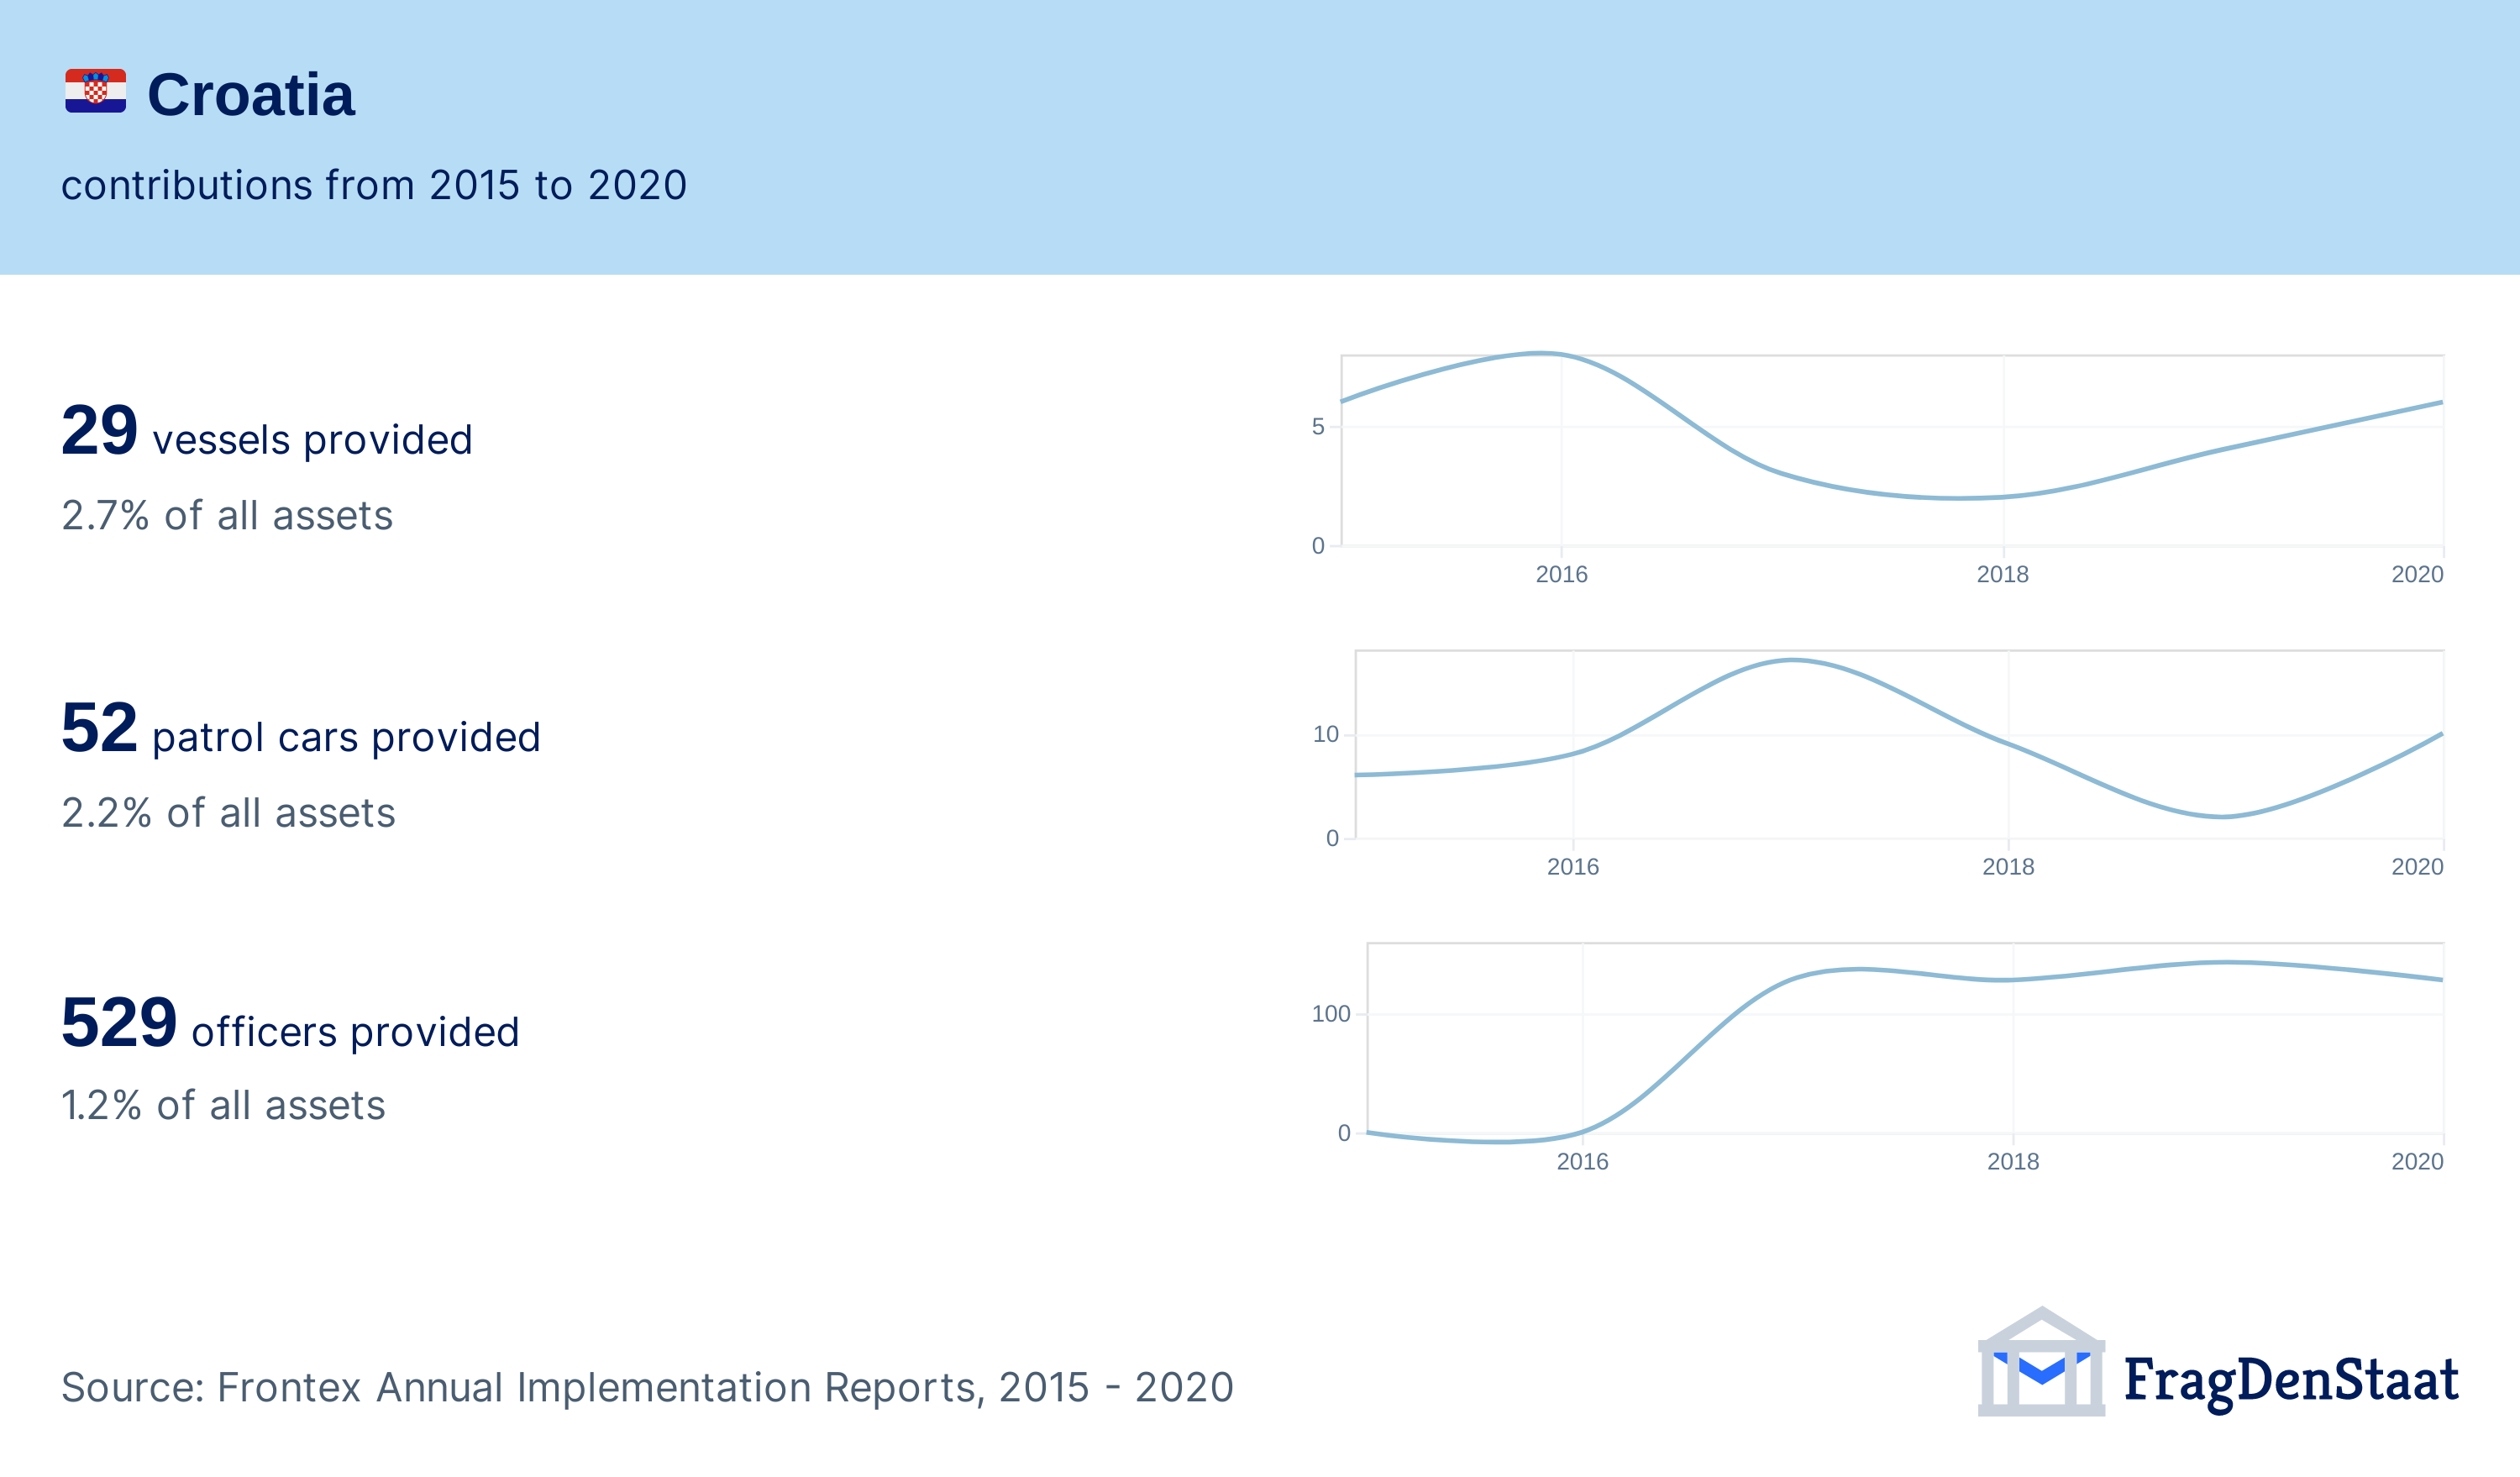 Croatia
contributions from 2015 to 2020
29 vessels provided
2.7% of all assets
5
0
2016 2018 2020
52 patrol cars provided
2.2% of all assets
10
0
2016 2018 2020
529 officers provided
1.2% of all assets
100
0
2016 2018 2020
Source: Frontex Annual Implementation Reports, 2015 - 2020
FragDenStaat